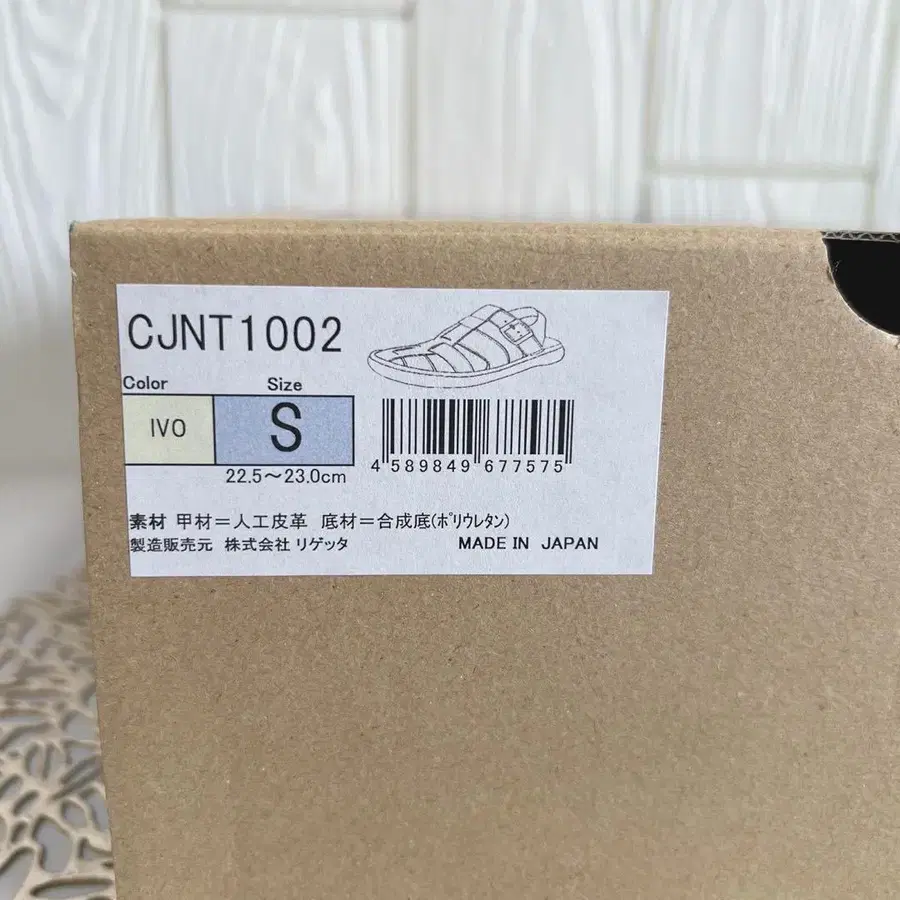 CJNT1002
Color Size
IVO S
22.5～23.0cm
4 589849 677575
素材 甲材＝人工皮革 底材＝合成底(ﾎﾟﾘｳﾚﾀﾝ)
製造販売元 株式会社 リゲッタ MADE IN JAPAN